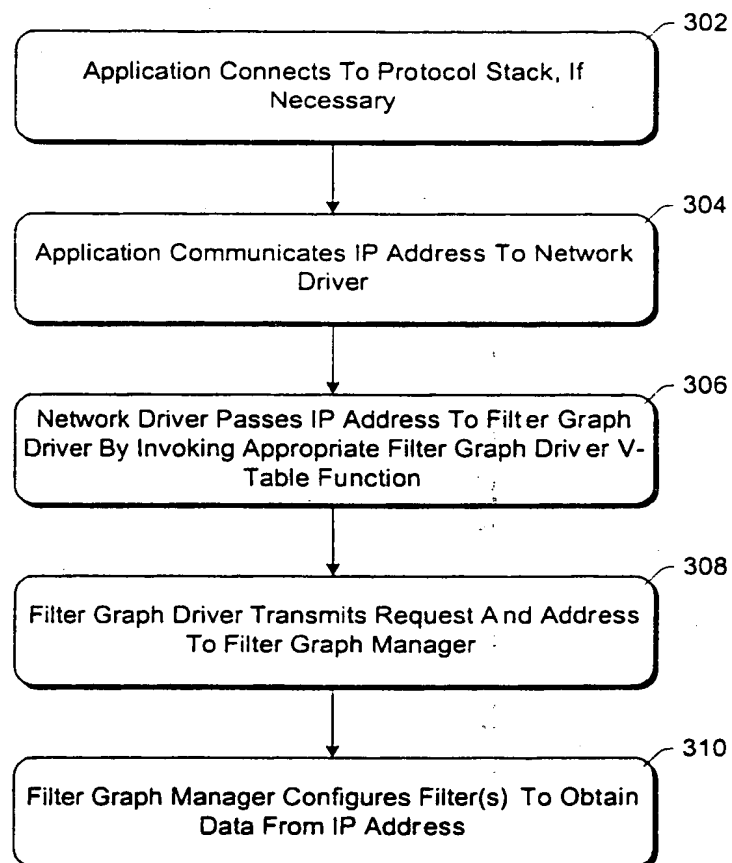 302
Application Connects To Protocol Stack, If
Necessary
304
Application Communicates IP Address To Network
Driver
306
Network Driver Passes IP Address To Filter Graph
Driver By Invoking Appropriate Filter Graph Driver V-
Table Function
308
Filter Graph Driver Transmits Request And Address
To Filter Graph Manager
310
Filter Graph Manager Configures Filter(s) To Obtain
Data From IP Address